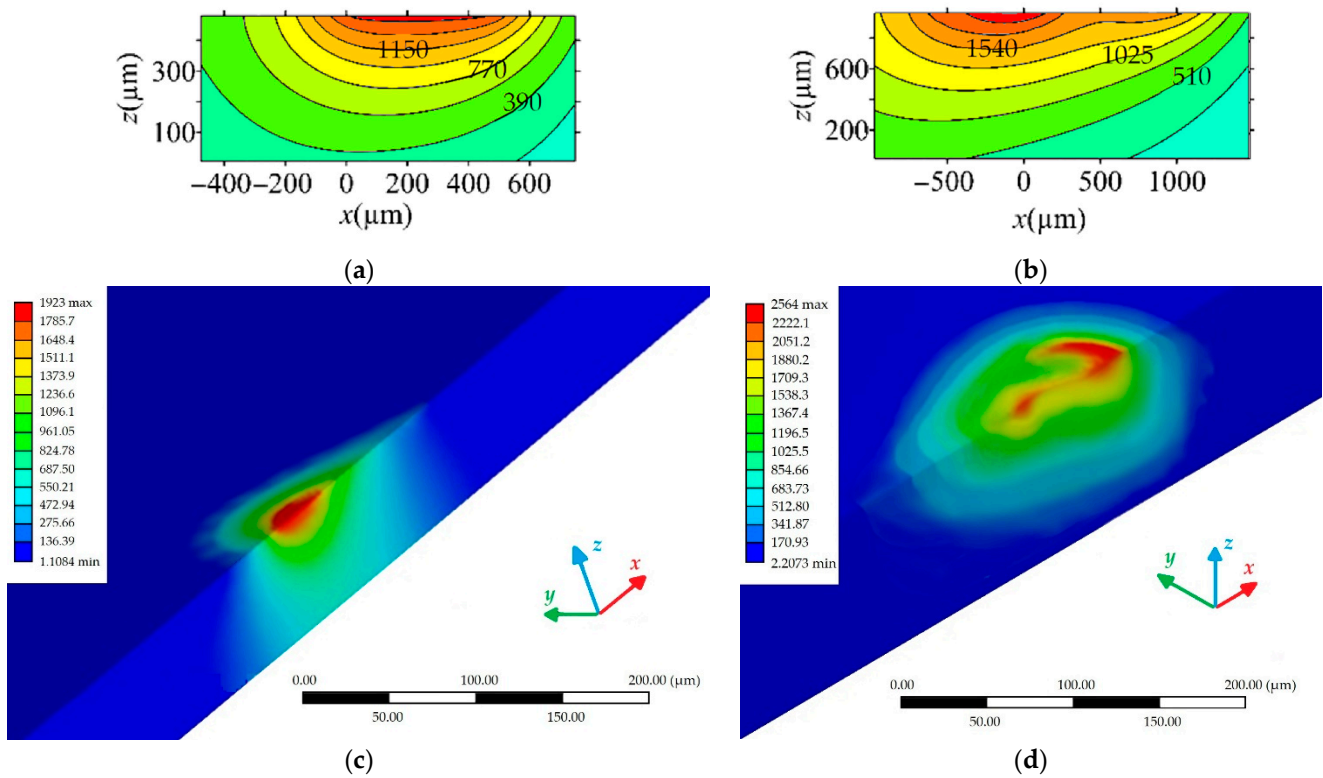 1150
770
390
300
100
z(μm)
−400
−200
0
200
400
600
x(μm)
(a)
1540
1025
510
600
200
z(μm)
−500
0
500
1000
x(μm)
(b)
1923 max
1785.7
1648.4
1511.1
1373.9
1236.6
1096.1
961.05
824.78
687.50
550.21
472.94
275.66
136.39
1.1084 min
z
x
y
0.00 100.00 200.00 (μm)
50.00 150.00
(c)
2564 max
2222.1
2051.2
1880.2
1709.3
1538.3
1367.4
1196.5
1025.5
854.66
683.73
512.80
341.87
170.93
2.2073 min
z
x
y
0.00 100.00 200.00 (μm)
50.00 150.00
(d)